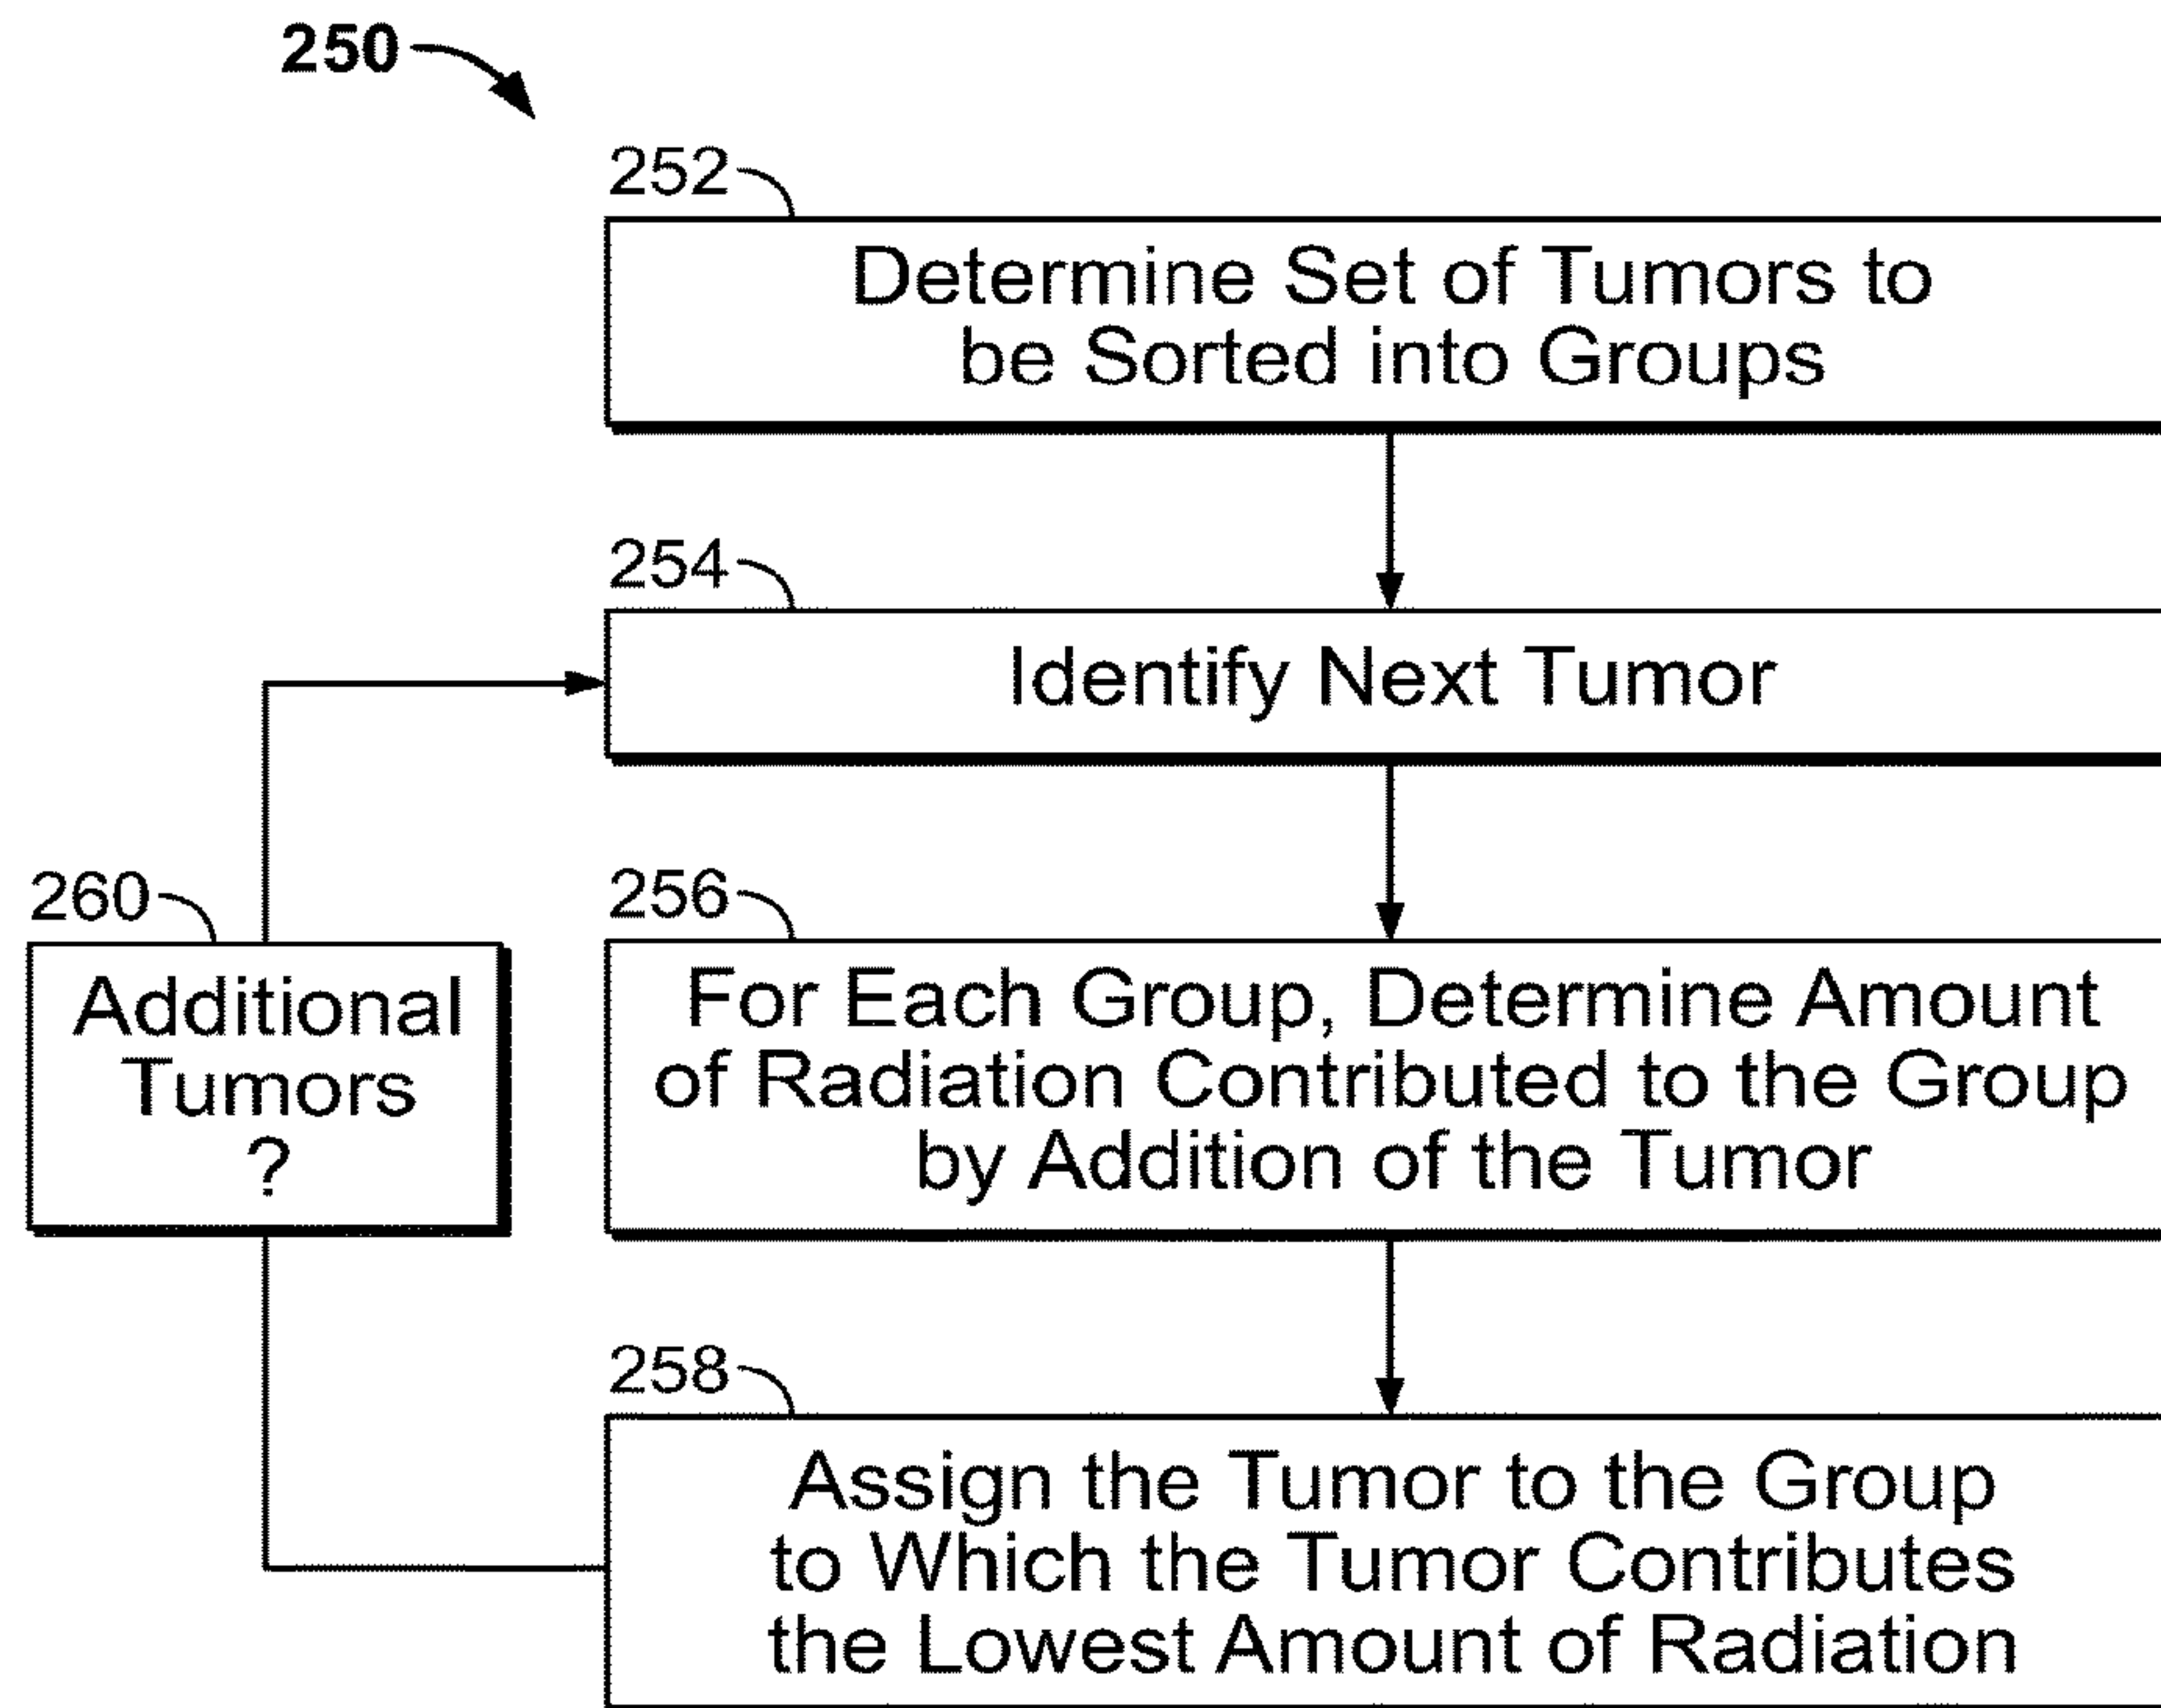 250
252
Determine Set of Tumors to
be Sorted into Groups
254
Identify Next Tumor
260
Additional
Tumors
?
256
For Each Group, Determine Amount
of Radiation Contributed to the Group
by Addition of the Tumor
258
Assign the Tumor to the Group
to Which the Tumor Contributes
the Lowest Amount of Radiation